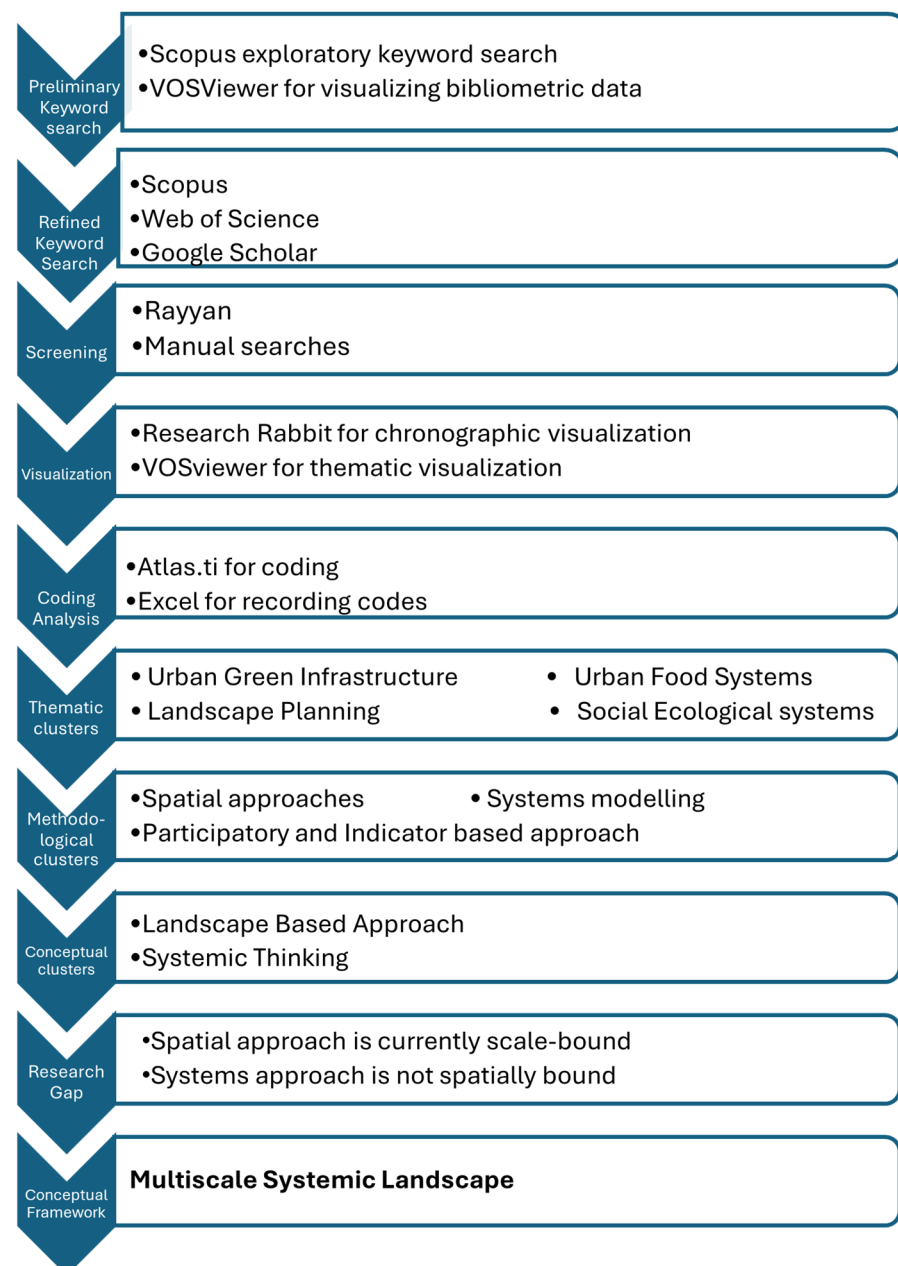 Preliminary
Keyword
search
•Scopus exploratory keyword search
•VOSViewer for visualizing bibliometric data
Refined
Keyword
Search
•Scopus
•Web of Science
•Google Scholar
Screening
•Rayyan
•Manual searches
Visualization
•Research Rabbit for chronographic visualization
•VOSviewer for thematic visualization
Coding
Analysis
•Atlas.ti for coding
•Excel for recording codes
Thematic
clusters
• Urban Green Infrastructure • Urban Food Systems
• Landscape Planning • Social Ecological systems
Methodo-
logical
clusters
•Spatial approaches • Systems modelling
•Participatory and Indicator based approach
Conceptual
clusters
•Landscape Based Approach
•Systemic Thinking
Research
Gap
•Spatial approach is currently scale-bound
•Systems approach is not spatially bound
Conceptual
Framework
Multiscale Systemic Landscape